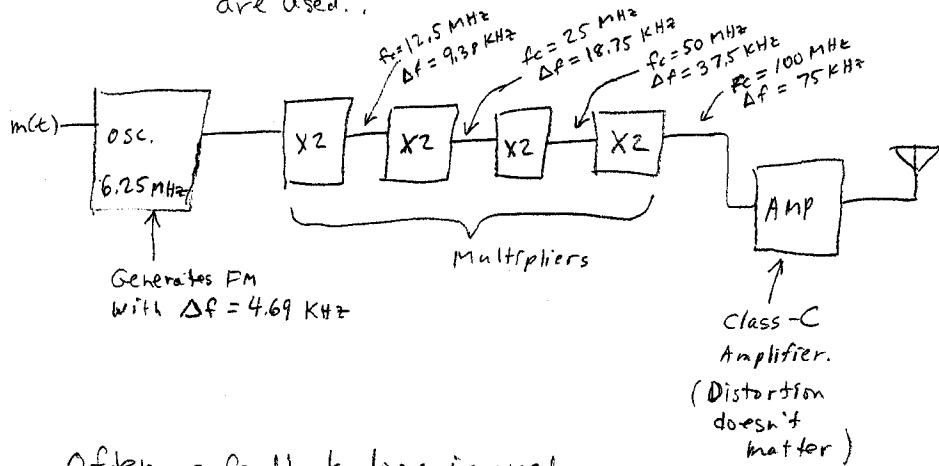 are used..
fc=12.5 MHz
Δf=9.38 KHz
fc=25 MHz
Δf=18.75 KHz
fc=50 MHz
Δf=37.5 KHz
fc=100 MHz
Δf=75 KHz
m(t)
OSC.
6.25 MHz
X2
X2
X2
X2
AMP
Multipliers
Generates FM
with Δf = 4.69 KHz
Class-C
Amplifier.
(Distortion
doesn't
matter)
Often